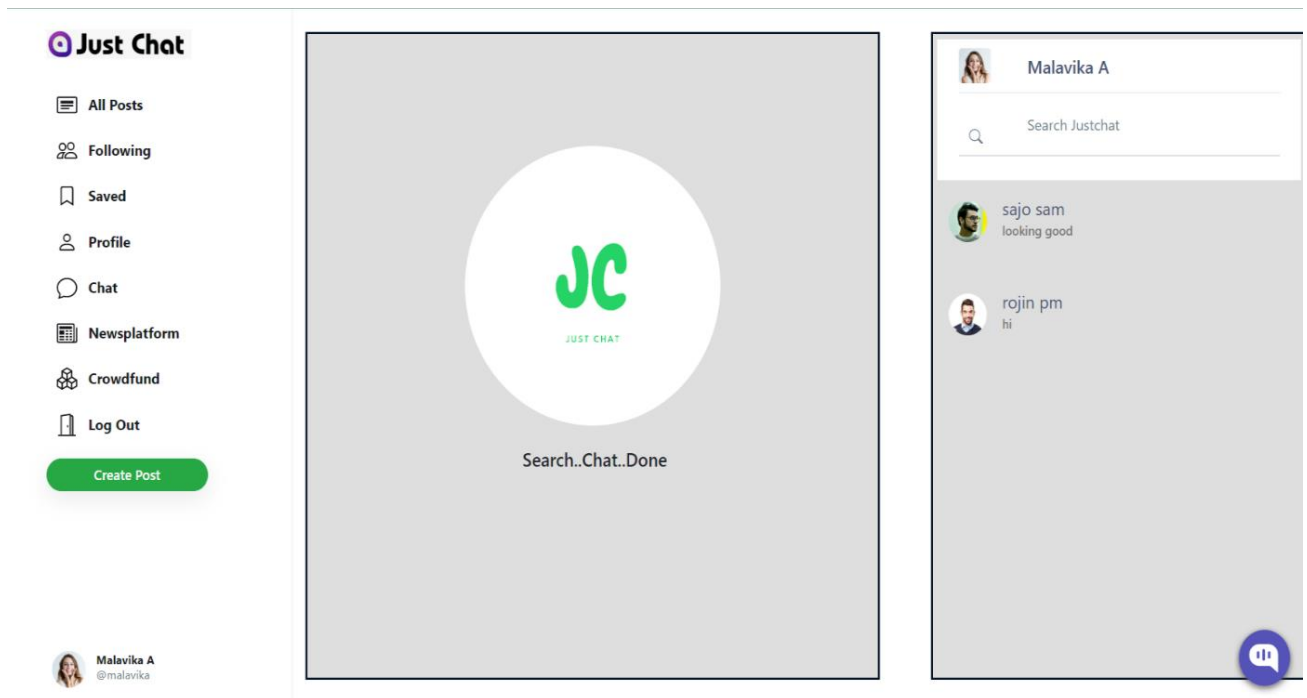 Just Chat
All Posts
Following
Saved
Profile
Chat
Newsplatform
Crowdfund
Log Out
Create Post
Malavika A
@malavika
JC
JUST CHAT
Search..Chat..Done
Malavika A
Search Justchat
sajo sam
looking good
rojin pm
hi